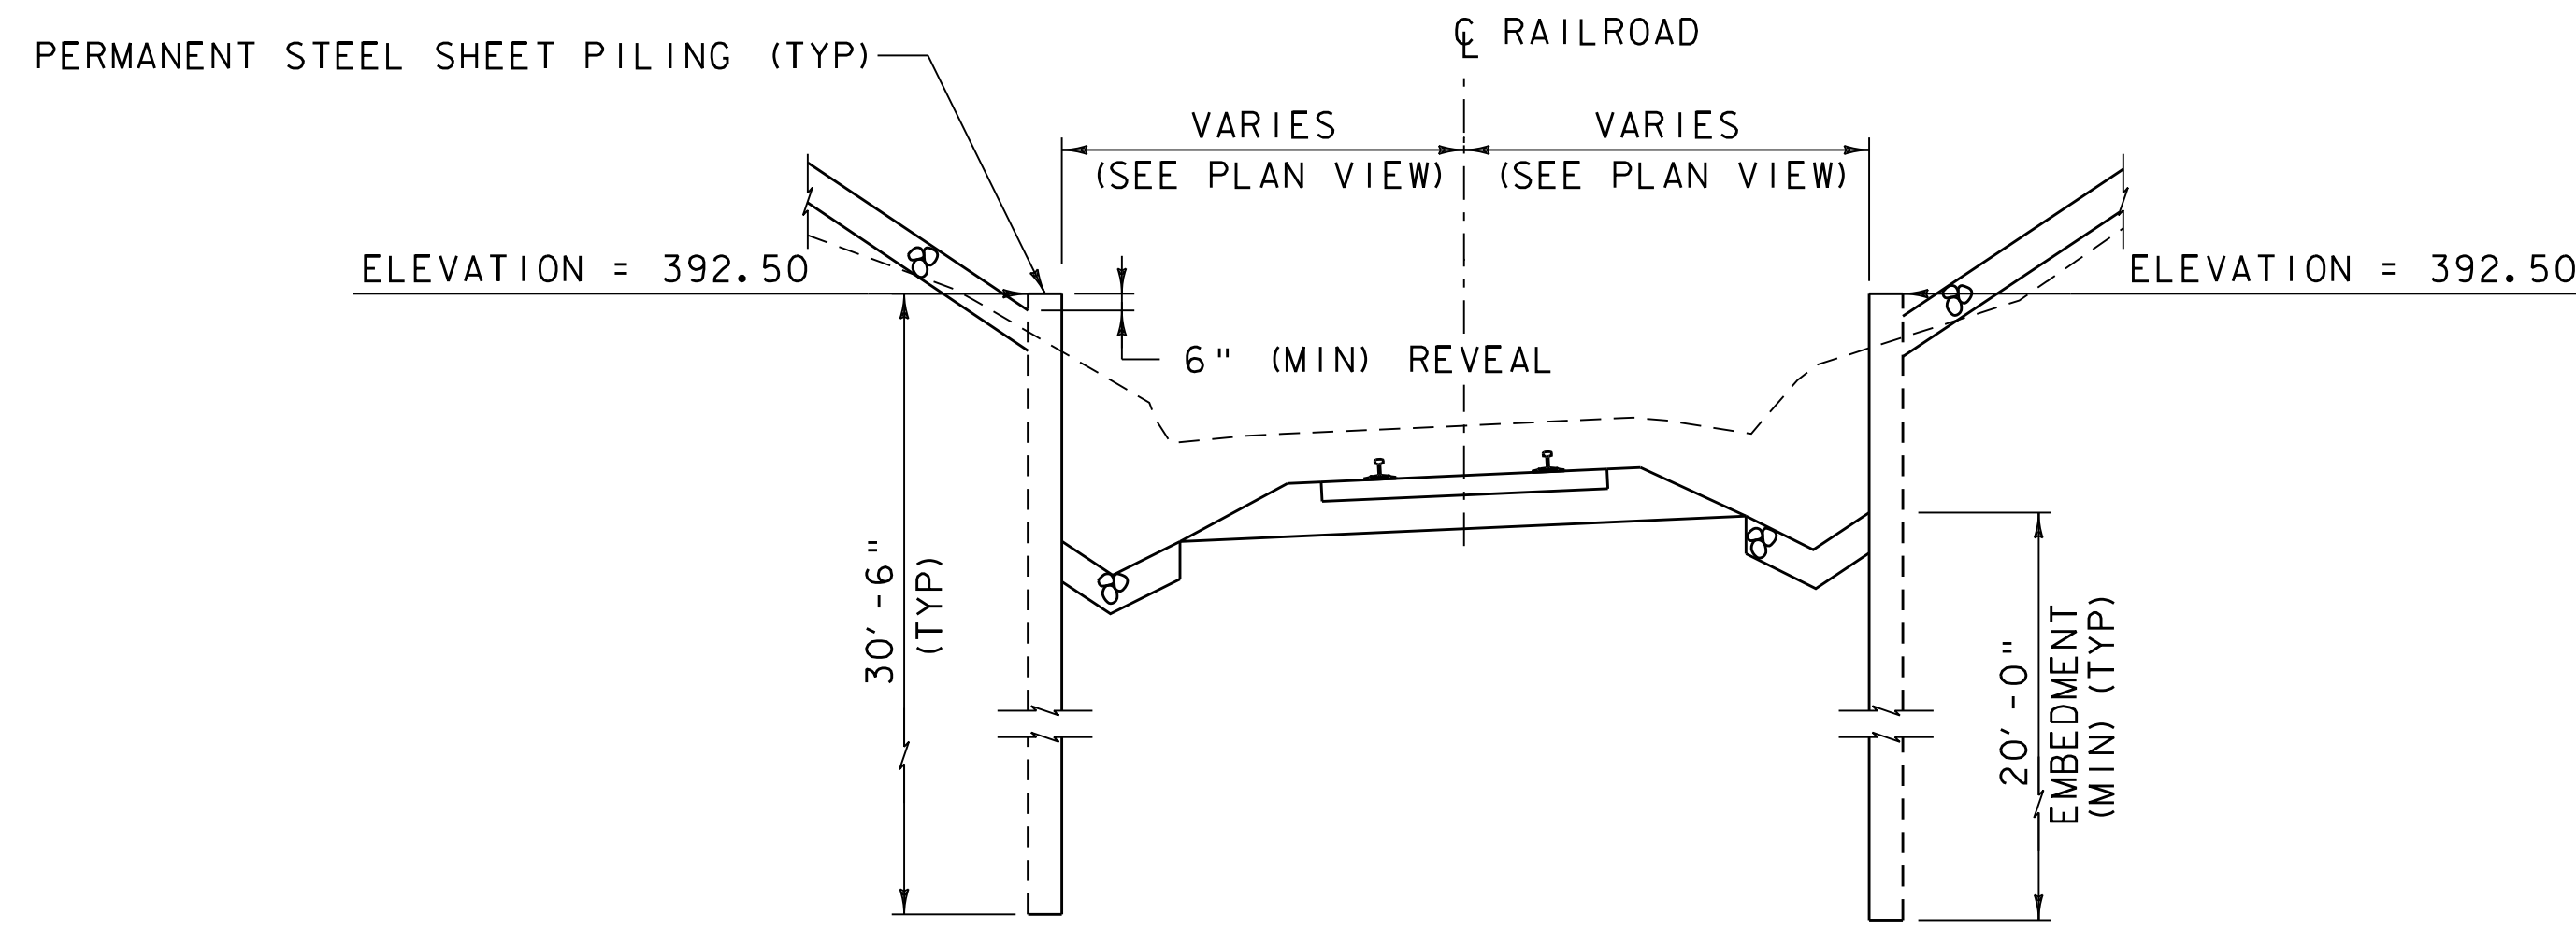 ℄ RAILROAD
PERMANENT STEEL SHEET PILING (TYP)
VARIES
(SEE PLAN VIEW)
VARIES
(SEE PLAN VIEW)
ELEVATION = 392.50
ELEVATION = 392.50
6" (MIN) REVEAL
30'-6"
(TYP)
20'-0"
EMBEDMENT
(MIN) (TYP)